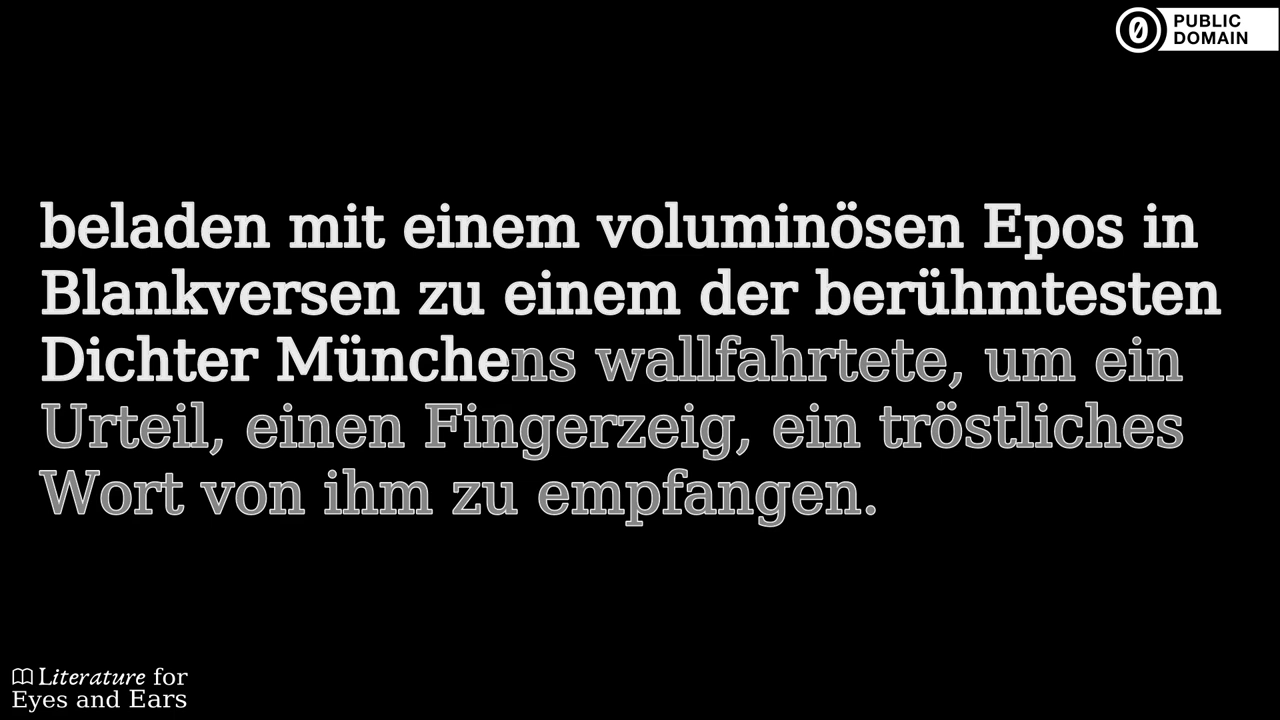 PUBLIC
DOMAIN
beladen mit einem voluminösen Epos in
Blankversen zu einem der berühmtesten
Dichter Münchens wallfahrtete, um ein
Urteil, einen Fingerzeig, ein tröstliches
Wort von ihm zu empfangen.
Literature for
Eyes and Ears